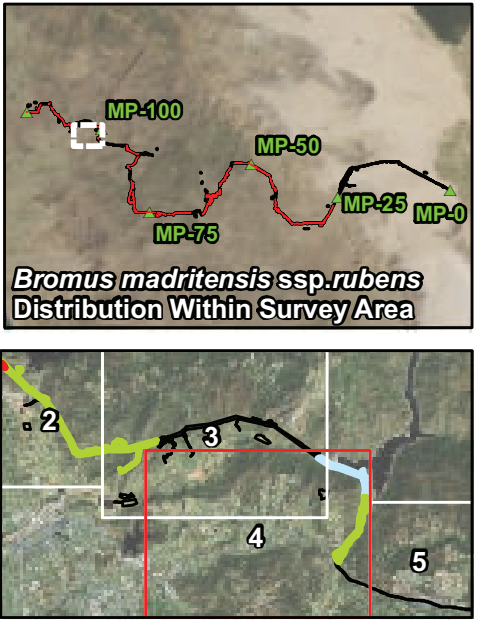 MP-100
MP-50
MP-25
MP-0
MP-75
Bromus madritensis ssp.rubens
Distribution Within Survey Area
2
3
4
5